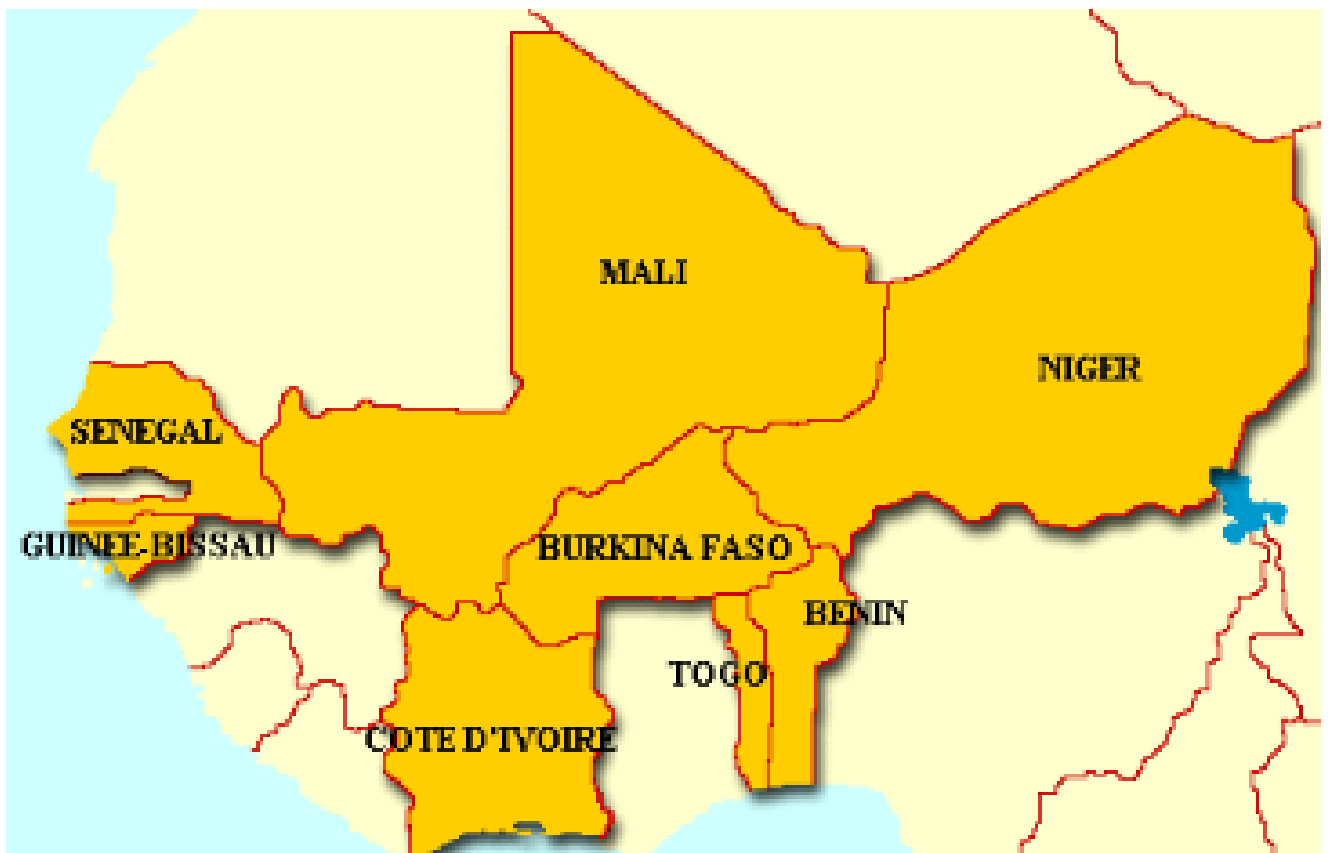 MALI
NIGER
SENEGAL
GUINEE-BISSAU
BURKINA FASO
BENIN
TOGO
COTE D'IVOIRE